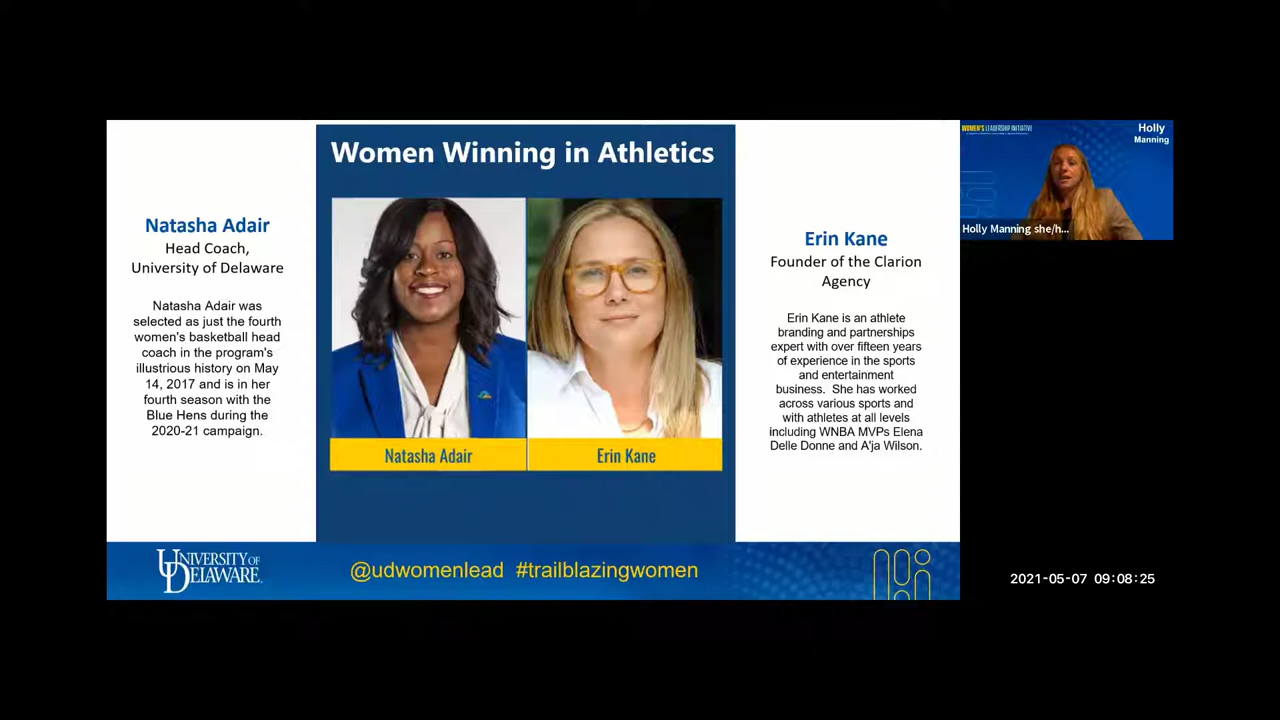 Women Winning in Athletics
Natasha Adair
Head Coach,
University of Delaware
Natasha Adair was
selected as just the fourth
women's basketball head
coach in the program's
illustrious history on May
14, 2017 and is in her
fourth season with the
Blue Hens during the
2020-21 campaign.
Natasha Adair
Erin Kane
Erin Kane
Founder of the Clarion
Agency
Erin Kane is an athlete
branding and partnerships
expert with over fifteen years
of experience in the sports
and entertainment
business. She has worked
across various sports and
with athletes at all levels
including WNBA MVPs Elena
Delle Donne and A'ja Wilson.
UNIVERSITY OF
DELAWARE.
@udwomenlead #trailblazingwomen
WOMEN'S LEADERSHIP INITIATIVE
Holly
Manning
Holly Manning she/h...
2021-05-07 09:08:25